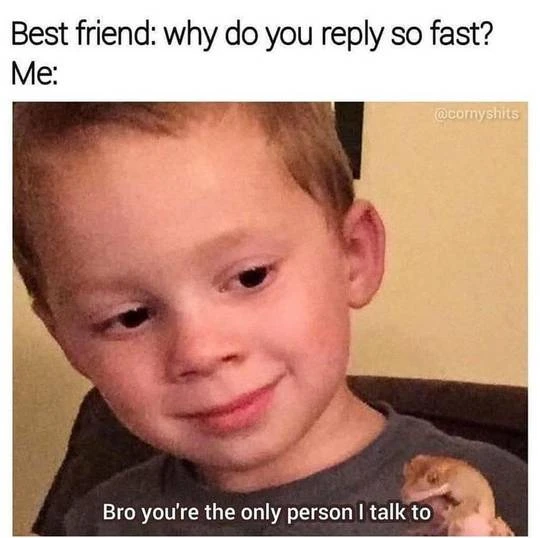 Best friend: why do you reply so fast?
Me:
@cornyshits
Bro you're the only person I talk to